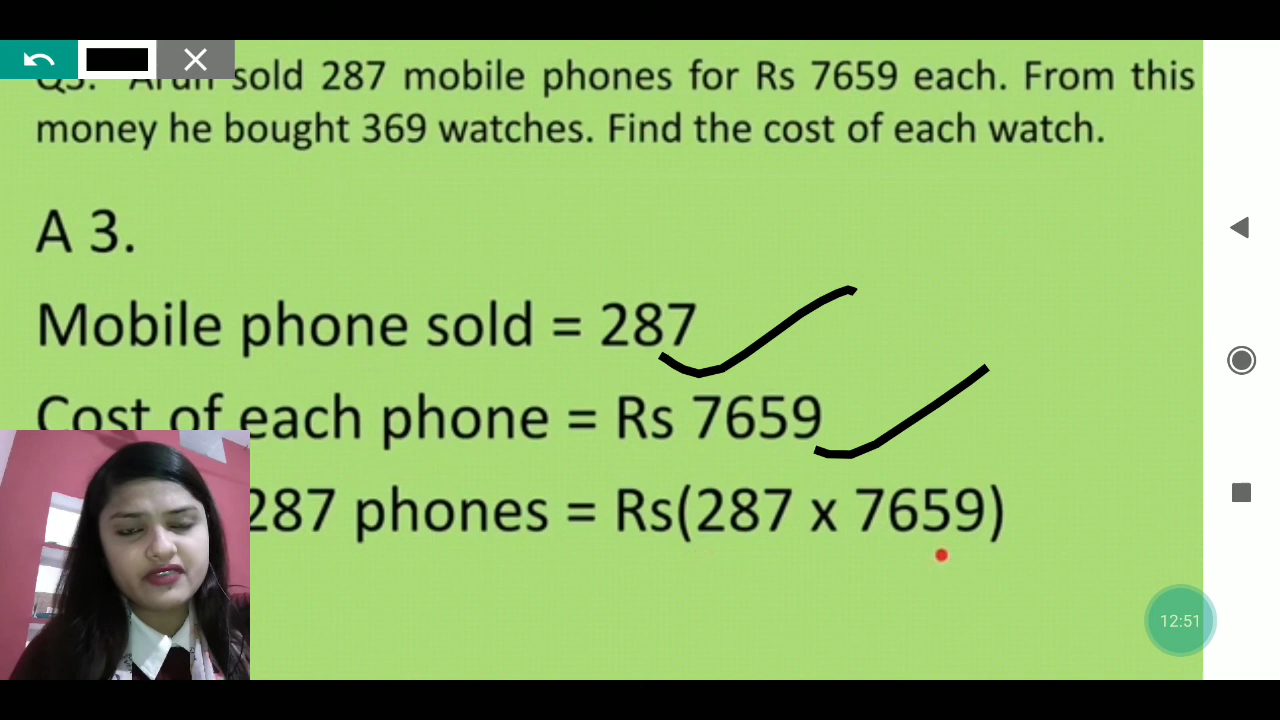 sold 287 mobile phones for Rs 7659 each. From this
money he bought 369 watches. Find the cost of each watch.
A 3.
Mobile phone sold = 287
Cost of each phone = Rs 7659
287 phones = Rs(287 x 7659)
12:51